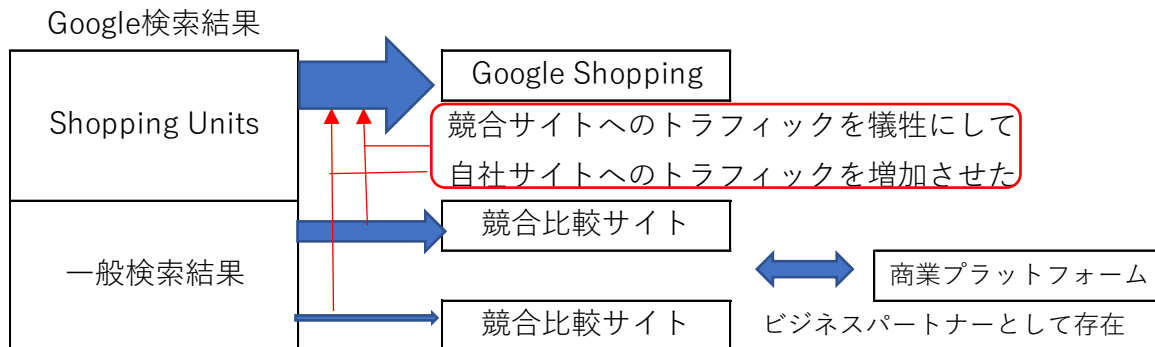 Google検索結果
Shopping Units
Google Shopping
競合サイトへのトラフィックを犠牲にして
自社サイトへのトラフィックを増加させた
一般検索結果
競合比較サイト
競合比較サイト
商業プラットフォーム
ビジネスパートナーとして存在